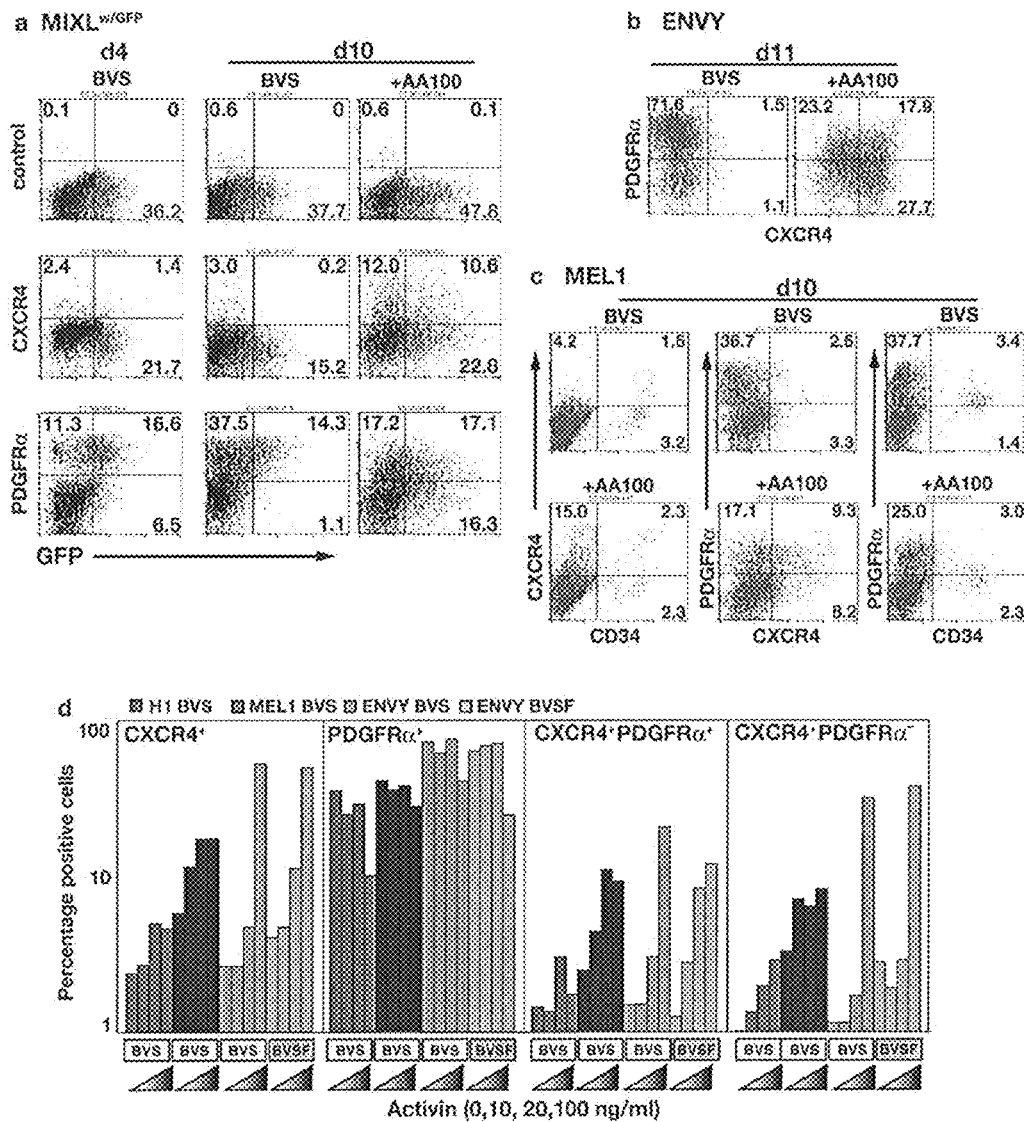 a MIXL w/GFP
d4
d10
BVS
BVS
+AA100
control
0.1
0
0.6
0
0.6
0.1
36.2
37.7
47.8
CXCR4
2.4
1.4
3.0
0.2
12.0
10.6
21.7
15.2
22.8
PDGFRα
11.3
16.6
37.5
14.3
17.2
17.1
6.5
1.1
16.3
GFP
b ENVY
d11
BVS
+AA100
71.6
1.5
23.2
17.9
PDGFRα
1.1
27.7
CXCR4
c MEL1
d10
BVS
BVS
BVS
4.2
1.5
36.7
2.5
37.7
3.4
3.2
3.3
1.4
+AA100
+AA100
+AA100
15.0
2.3
17.1
9.3
25.0
3.0
CXCR4
PDGFRα
PDGFRα
2.3
8.2
2.3
CD34
CXCR4
CD34
d
H1 BVS MEL1 BVS ENVY BVS ENVY BVSF
CXCR4⁺
PDGFRα⁺
CXCR4⁺PDGFRα⁺
CXCR4⁺PDGFRα⁻
Percentage positive cells
100
10
1
BVS BVS BVS BVSF
BVS BVS BVS BVSF
BVS BVS BVS BVSF
BVS BVS BVS BVSF
Activin (0,10, 20,100 ng/ml)